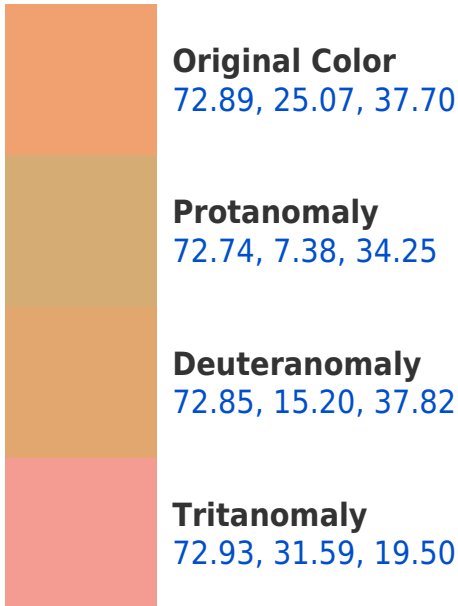 Original Color
72.89, 25.07, 37.70
Protanomaly
72.74, 7.38, 34.25
Deuteranomaly
72.85, 15.20, 37.82
Tritanomaly
72.93, 31.59, 19.50